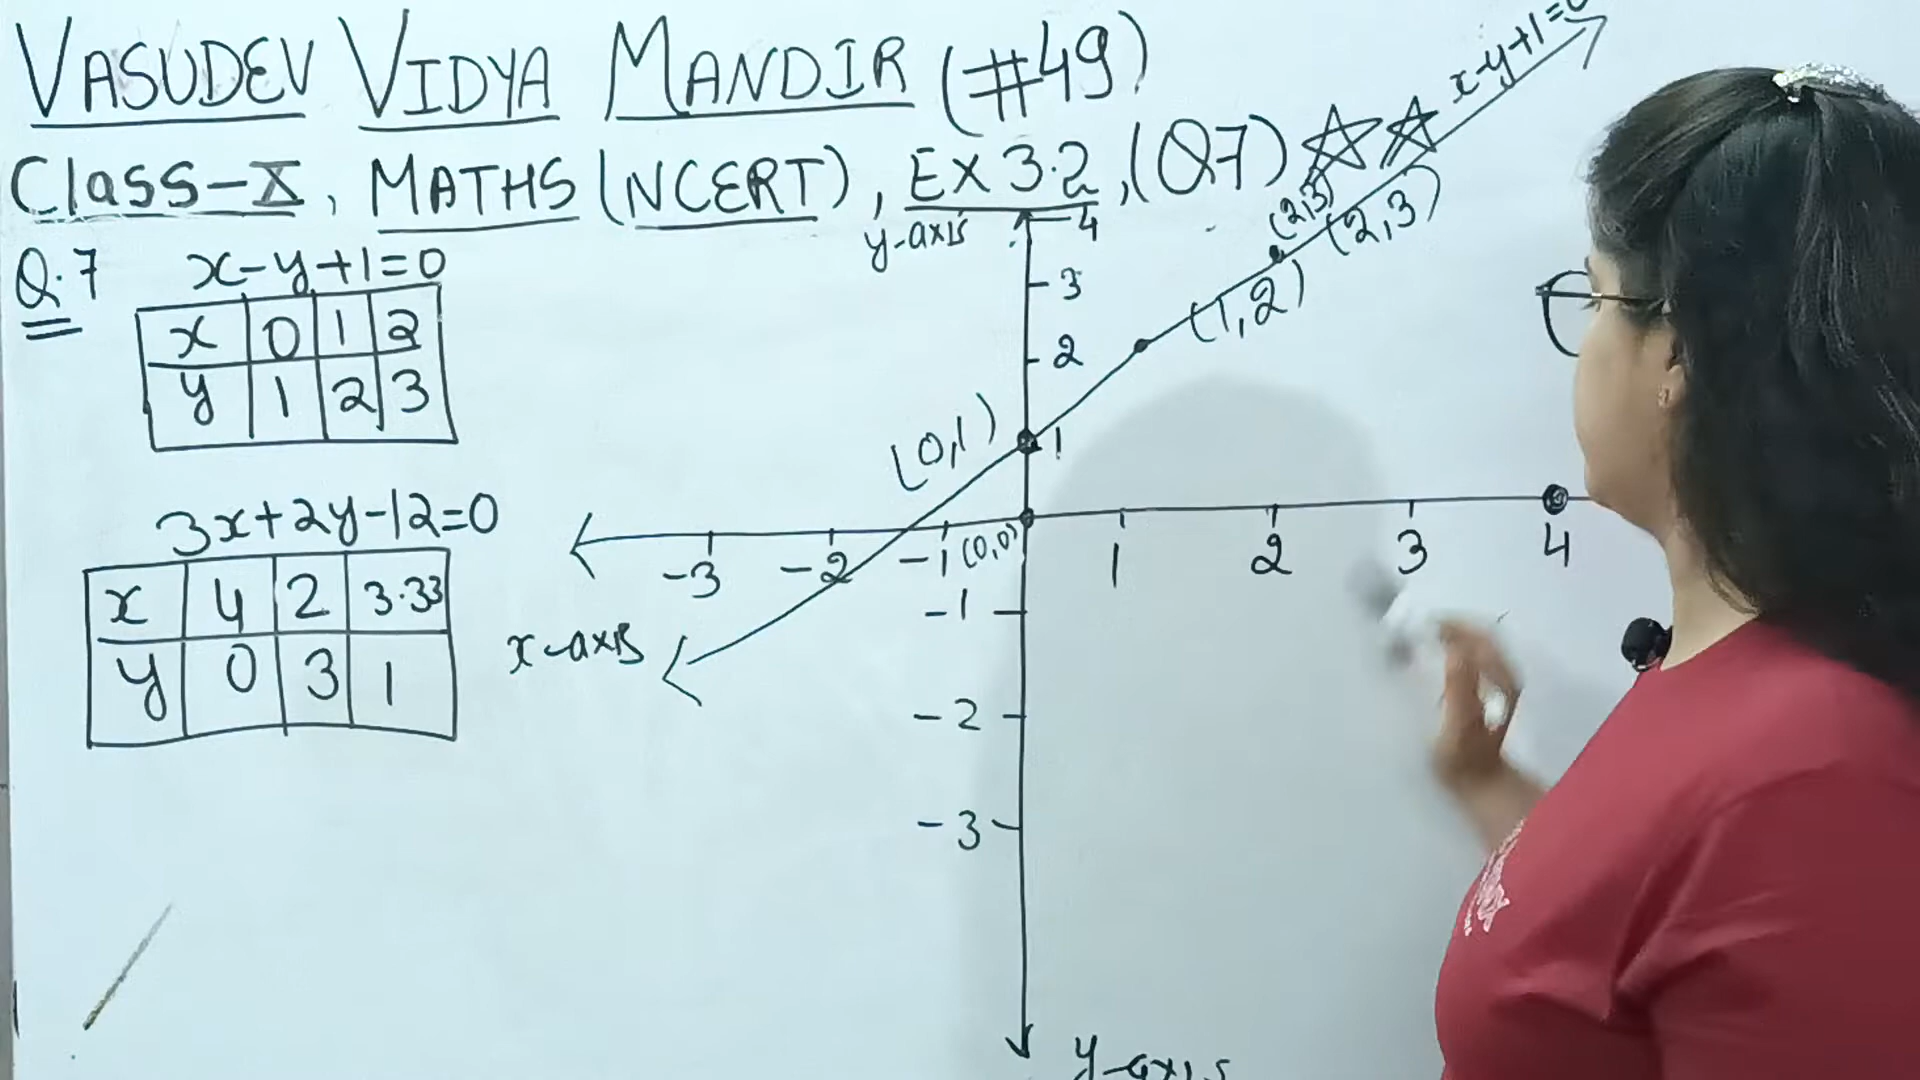 VASUDEV VIDYA MANDIR (#49)
Class-X, MATHS (NCERT), EX 3.2, (Q7)
Q.7 x-y+1=0
x 0 1 2
y 1 2 3
3x+2y-12=0
x 4 2 3.33
y 0 3 1
x-y+1=0
y-axis
4
3
2
1
(2,3)
(2,3)
(1,2)
(0,1)
-3 -2 -1 (0,0) 1 2 3 4
x-axis
-1
-2
-3
y-axis